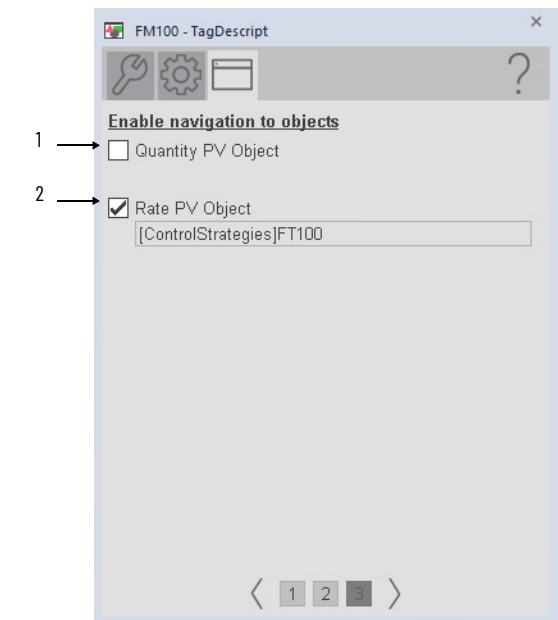 FM100 - TagDescript
?
Enable navigation to objects
1
Quantity PV Object
2
Rate PV Object
[ControlStrategies]FT100
1 2 3